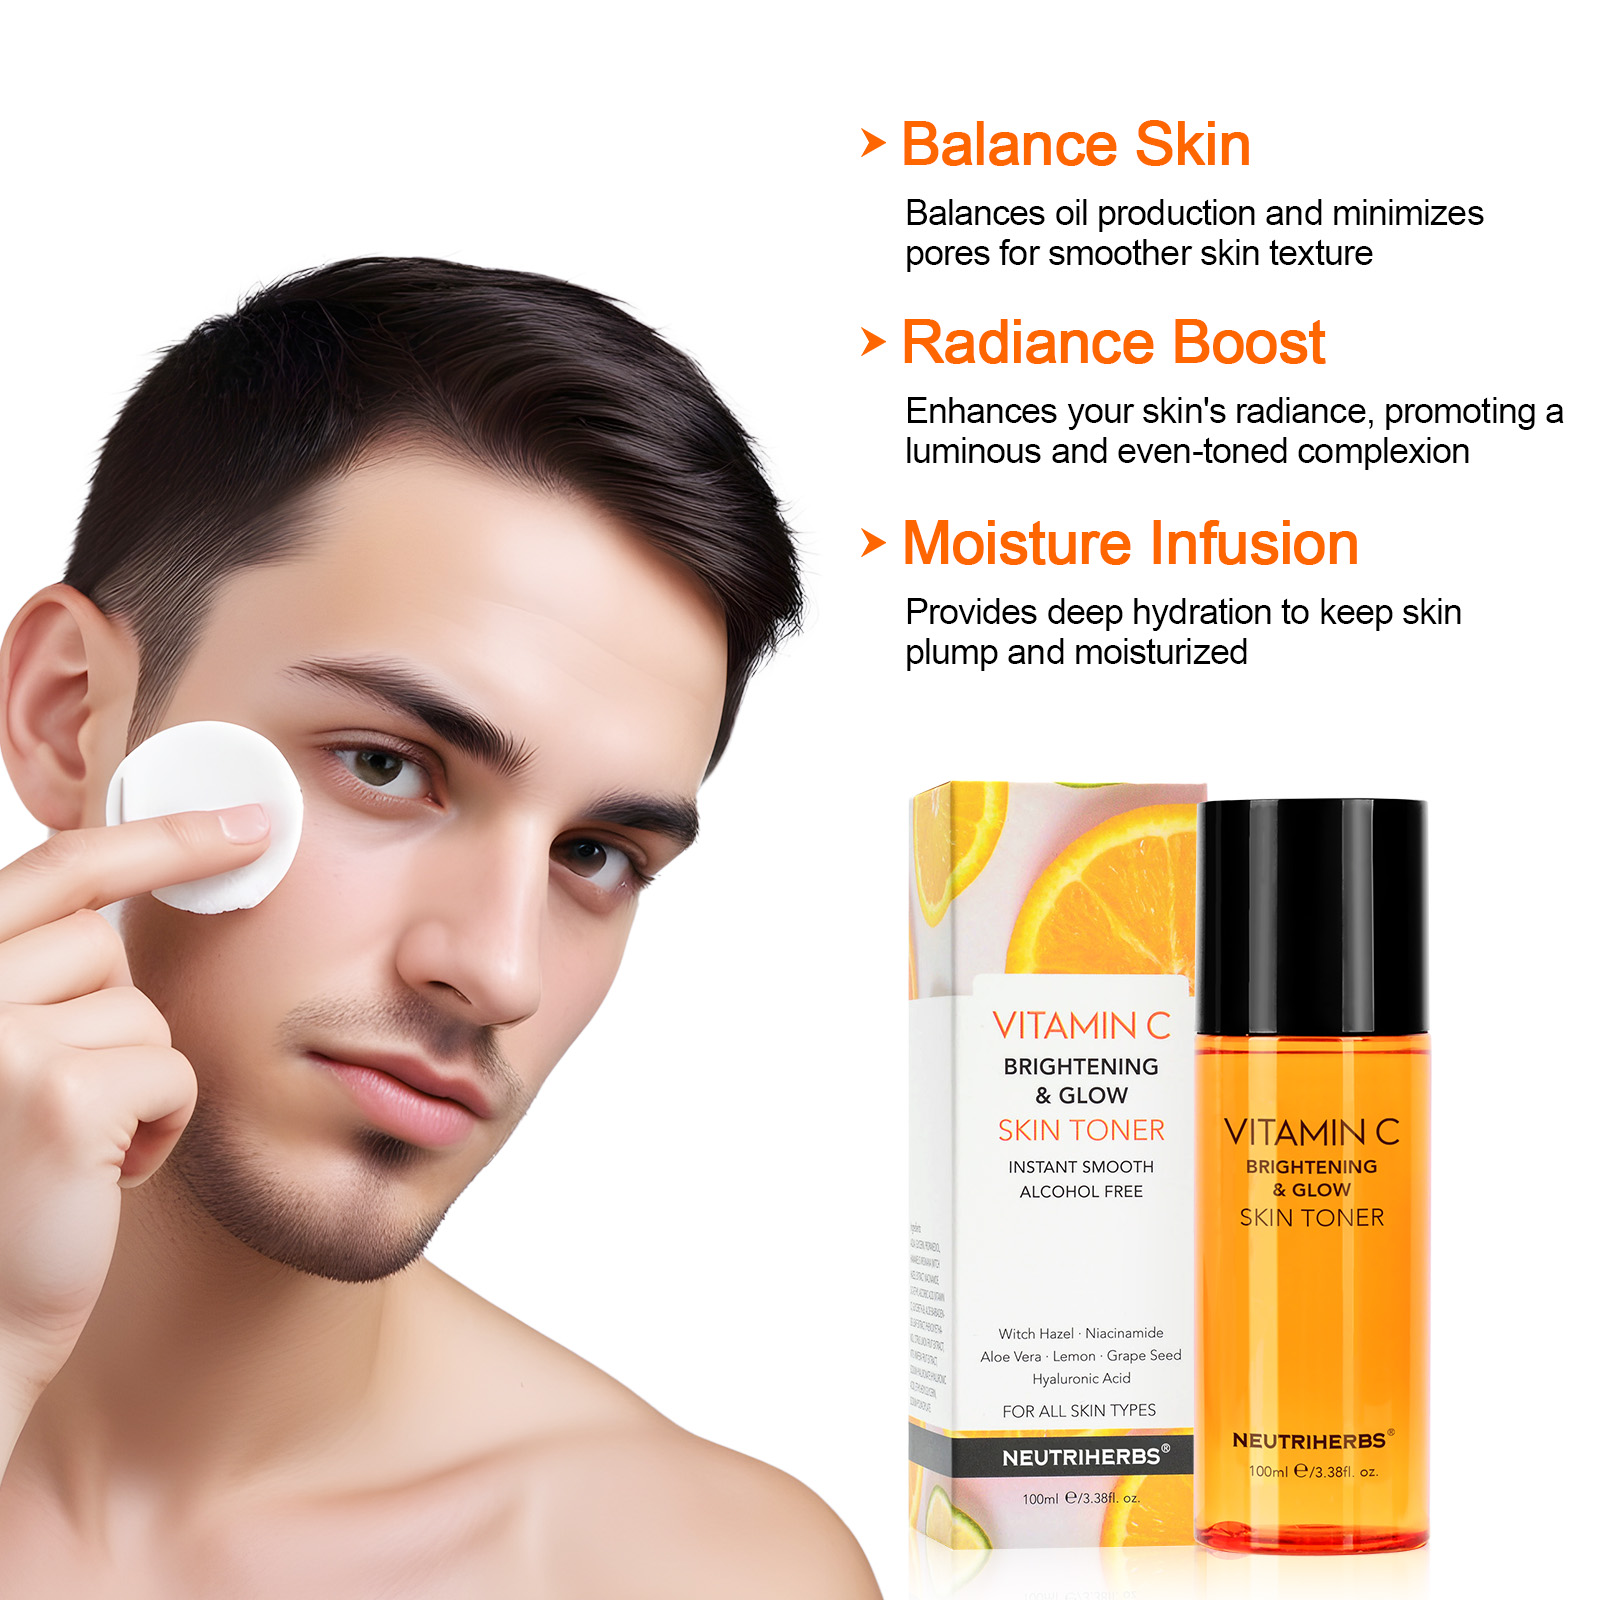 Balance Skin
Balances oil production and minimizes
pores for smoother skin texture
Radiance Boost
Enhances your skin's radiance, promoting a
luminous and even-toned complexion
Moisture Infusion
Provides deep hydration to keep skin
plump and moisturized
VITAMIN C
BRIGHTENING
& GLOW
SKIN TONER
INSTANT SMOOTH
ALCOHOL FREE
Witch Hazel · Niacinamide
Aloe Vera · Lemon · Grape Seed
Hyaluronic Acid
FOR ALL SKIN TYPES
NEUTRIHERBS®
100ml ℮/3.38fl. oz.
VITAMIN C
BRIGHTENING
& GLOW
SKIN TONER
NEUTRIHERBS®
100ml ℮/3.38fl. oz.